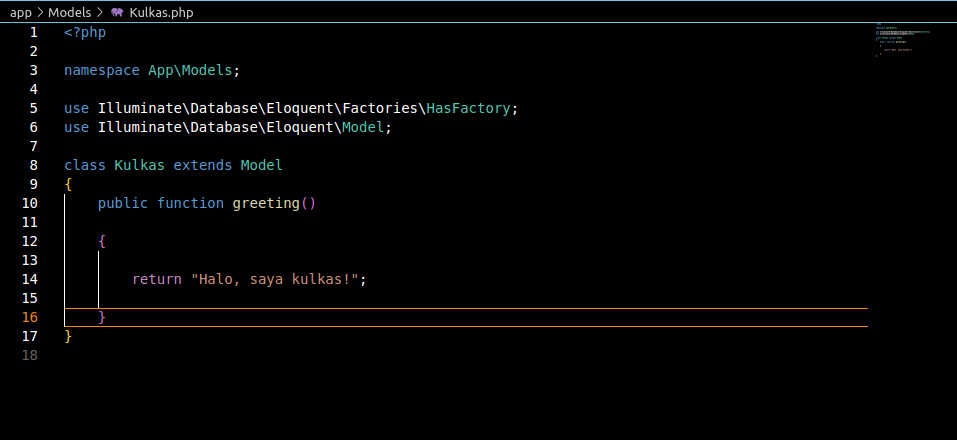 app > Models > Kulkas.php
1 <?php
2
3 namespace App\Models;
4
5 use Illuminate\Database\Eloquent\Factories\HasFactory;
6 use Illuminate\Database\Eloquent\Model;
7
8 class Kulkas extends Model
9 {
10 public function greeting()
11
12 {
13
14 return "Halo, saya kulkas!";
15
16 }
17 }
18